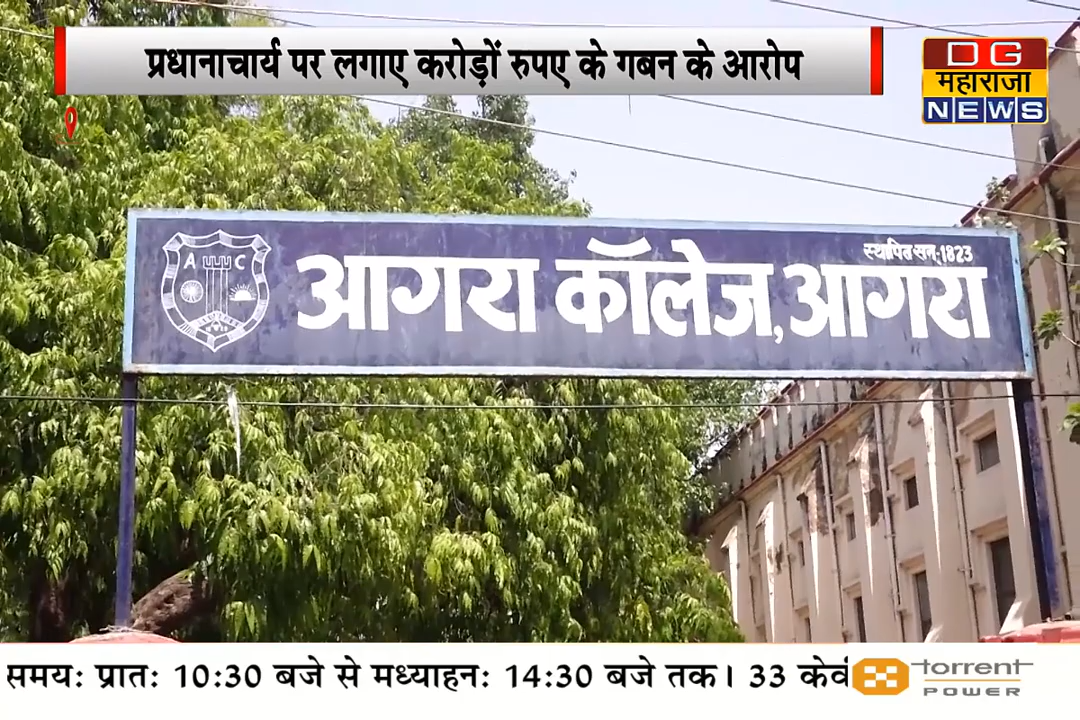 प्रधानाचार्य पर लगाए करोड़ों रुपए के गबन के आरोप
DG
महाराजा
NEWS
स्थापित सन्-1823
A C
आगरा कॉलेज, आगरा
समय: प्रात: 10:30 बजे से मध्याहन: 14:30 बजे तक। 33 केवं
torrent
POWER